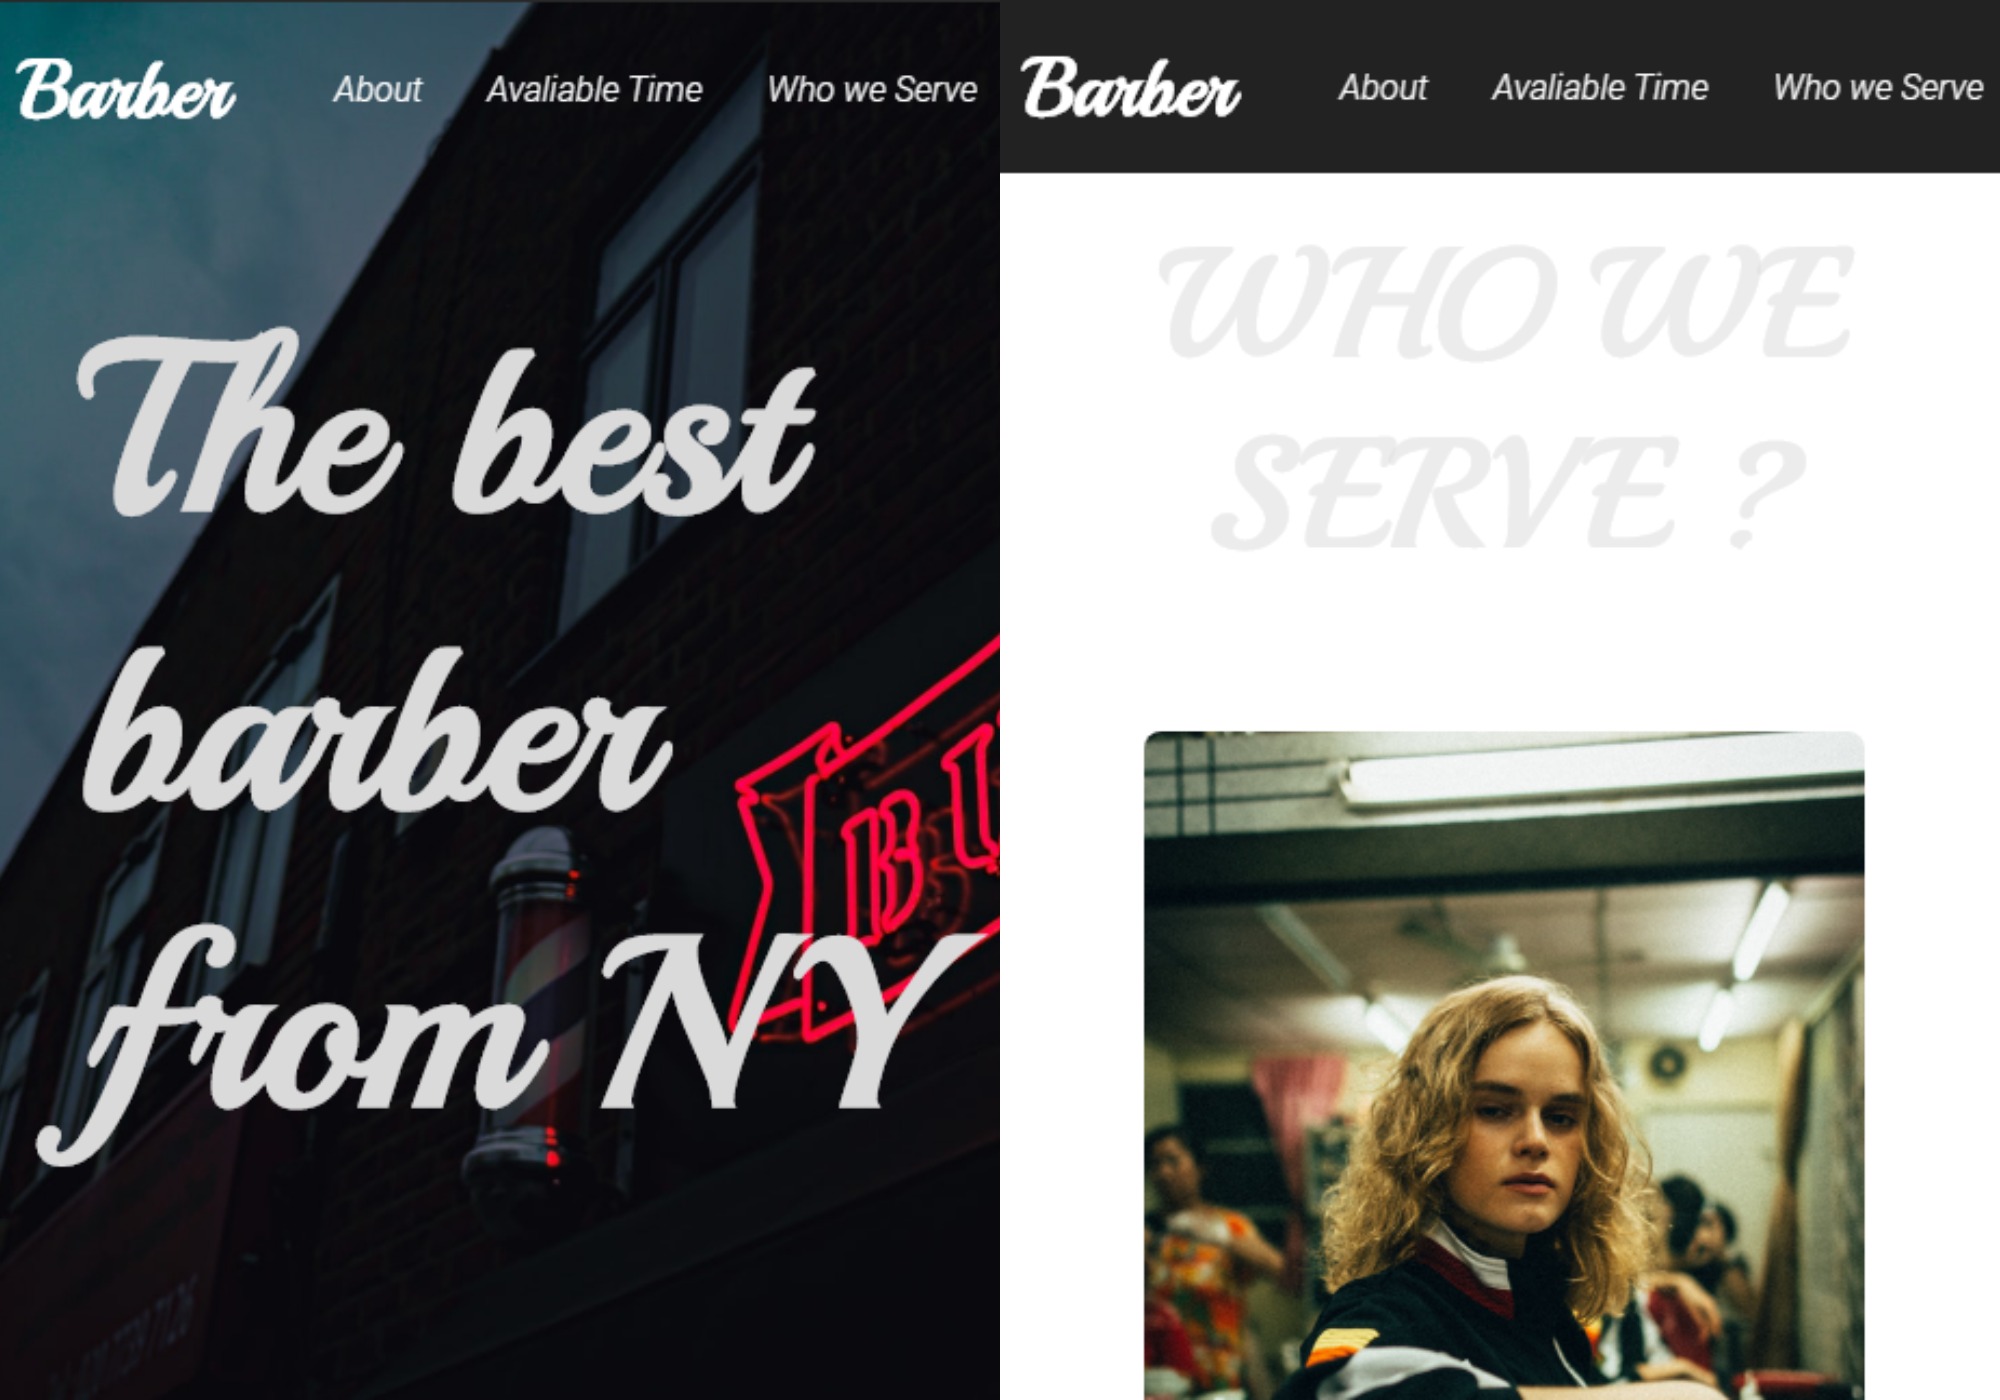 Barber About Avaliable Time Who we Serve
The best
barber
from NY
Barber About Avaliable Time Who we Serve
WHO WE
SERVE ?